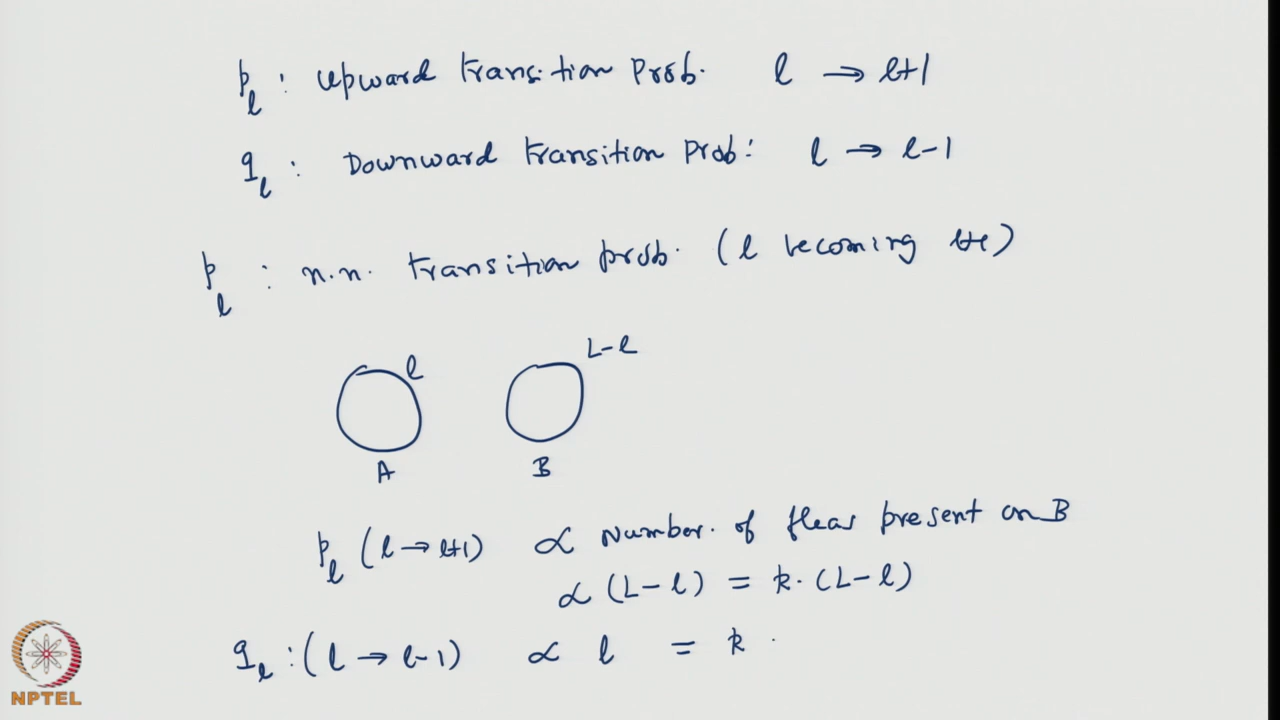 p_l : Upward transition Prob. l → l+1
q_l : Downward transition Prob: l → l-1
p_l : n.n. transition prob. (l becoming l+1)
l L-l
A B
p_l (l → l+1) ∝ Number. of fleas present on B
∝ (L-l) = k. (L-l)
q_l : (l → l-1) ∝ l = k .
NPTEL